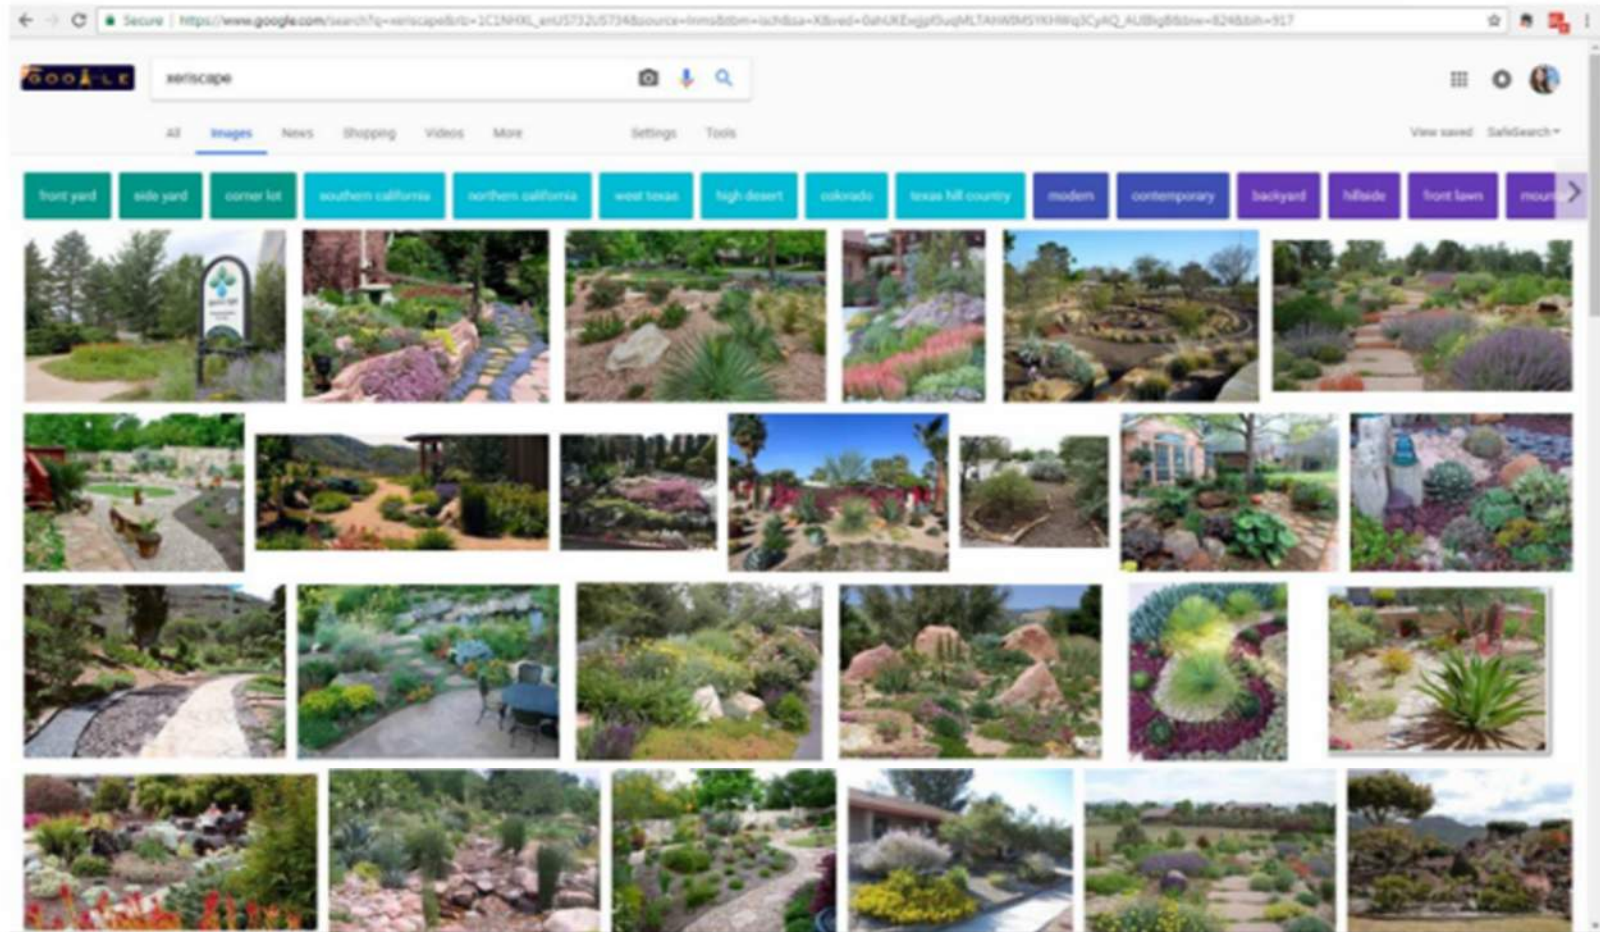 Secure
GOOGLE
xeriscape
All Images News Shopping Videos More Settings Tools
View saved SafeSearch
front yard side yard corner lot southern california northern california west texas high desert colorado texas hill country modern contemporary backyard hillside front lawn